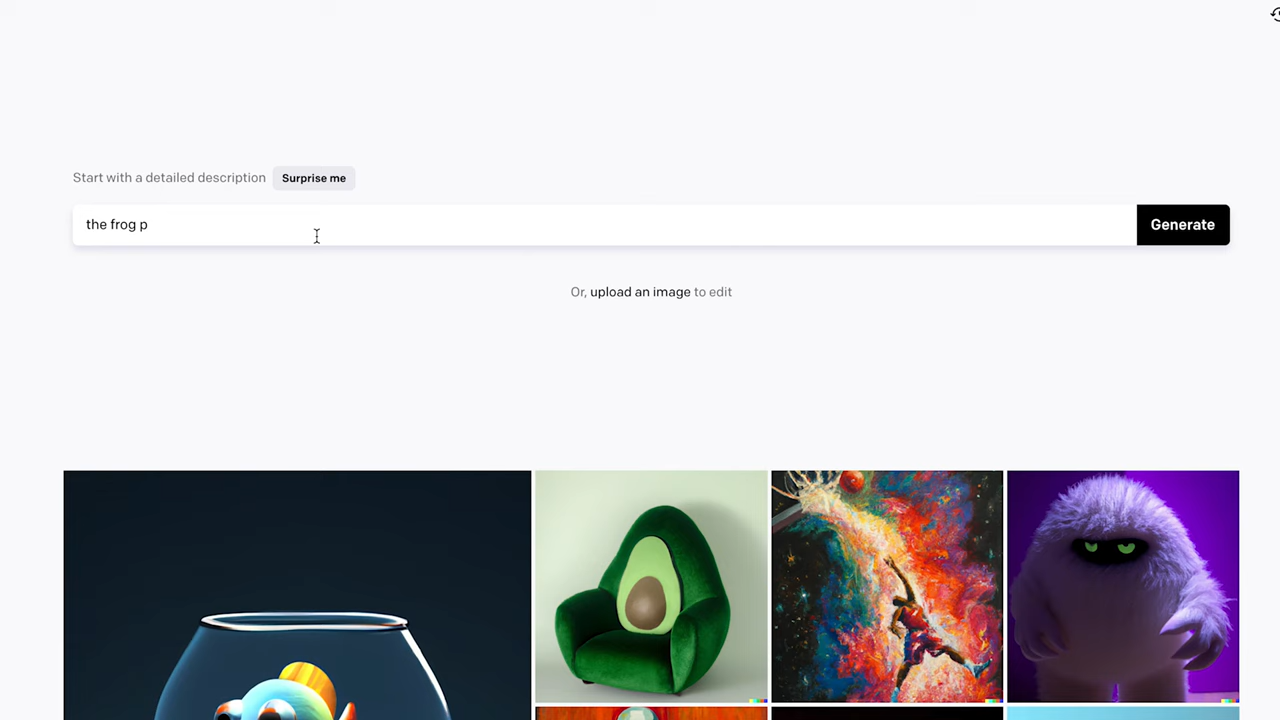 Start with a detailed description Surprise me
the frog p
Generate
Or, upload an image to edit